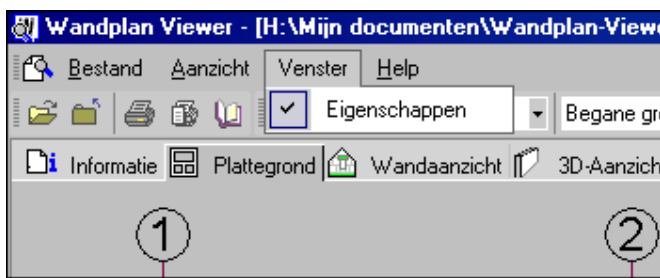 Wandplan Viewer - [H:\Mijn documenten\Wandplan-Viewe
Bestand Aanzicht Venster Help
Eigenschappen Begane gr
Informatie Plattegrond Wandaanzicht 3D-Aanzich
1 2